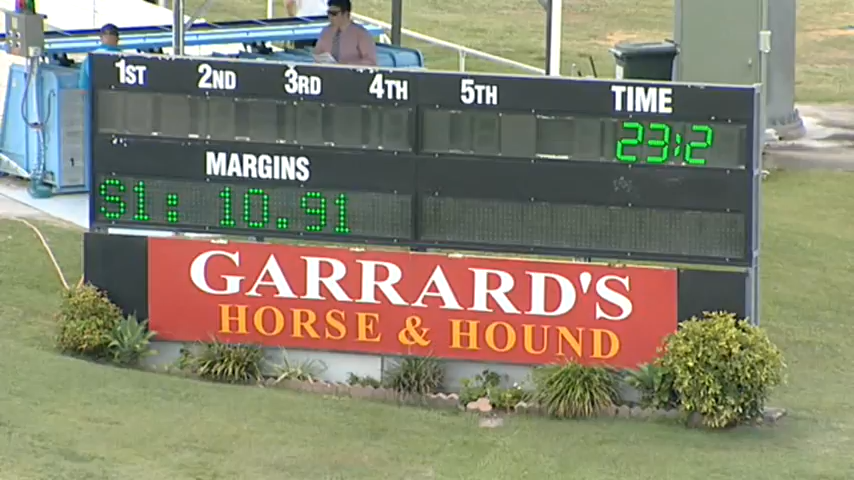 1ST 2ND 3RD 4TH 5TH TIME
23:2
MARGINS
S1: 10.91
GARRARD'S
HORSE & HOUND